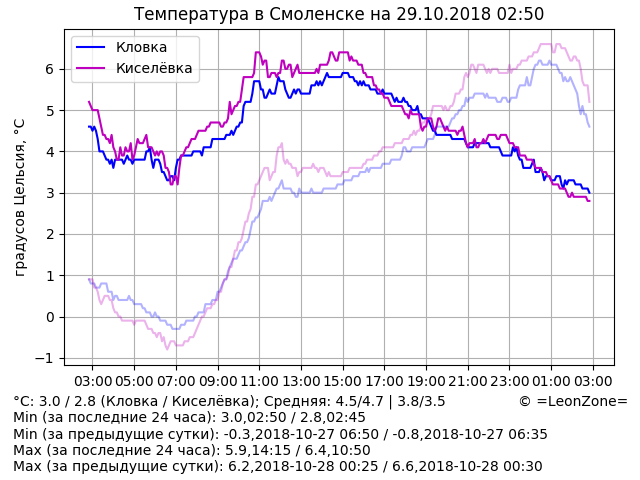 Температура в Смоленске на 29.10.2018 02:50
Кловка
Киселёвка
градусов Цельсия, °C
6
5
4
3
2
1
0
−1
03:00 05:00 07:00 09:00 11:00 13:00 15:00 17:00 19:00 21:00 23:00 01:00 03:00
°C: 3.0 / 2.8 (Кловка / Киселёвка); Средняя: 4.5/4.7 | 3.8/3.5 © =LeonZone=
Min (за последние 24 часа): 3.0,02:50 / 2.8,02:45
Min (за предыдущие сутки): -0.3,2018-10-27 06:50 / -0.8,2018-10-27 06:35
Max (за последние 24 часа): 5.9,14:15 / 6.4,10:50
Max (за предыдущие сутки): 6.2,2018-10-28 00:25 / 6.6,2018-10-28 00:30